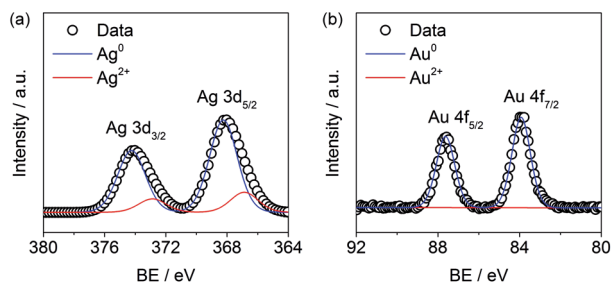 (a)
Data
Ag⁰
Ag²⁺
Ag 3d₃/₂
Ag 3d₅/₂
Intensity / a.u.
380 376 372 368 364
BE / eV
(b)
Data
Au⁰
Au²⁺
Au 4f₅/₂
Au 4f₇/₂
Intensity / a.u.
92 88 84 80
BE / eV